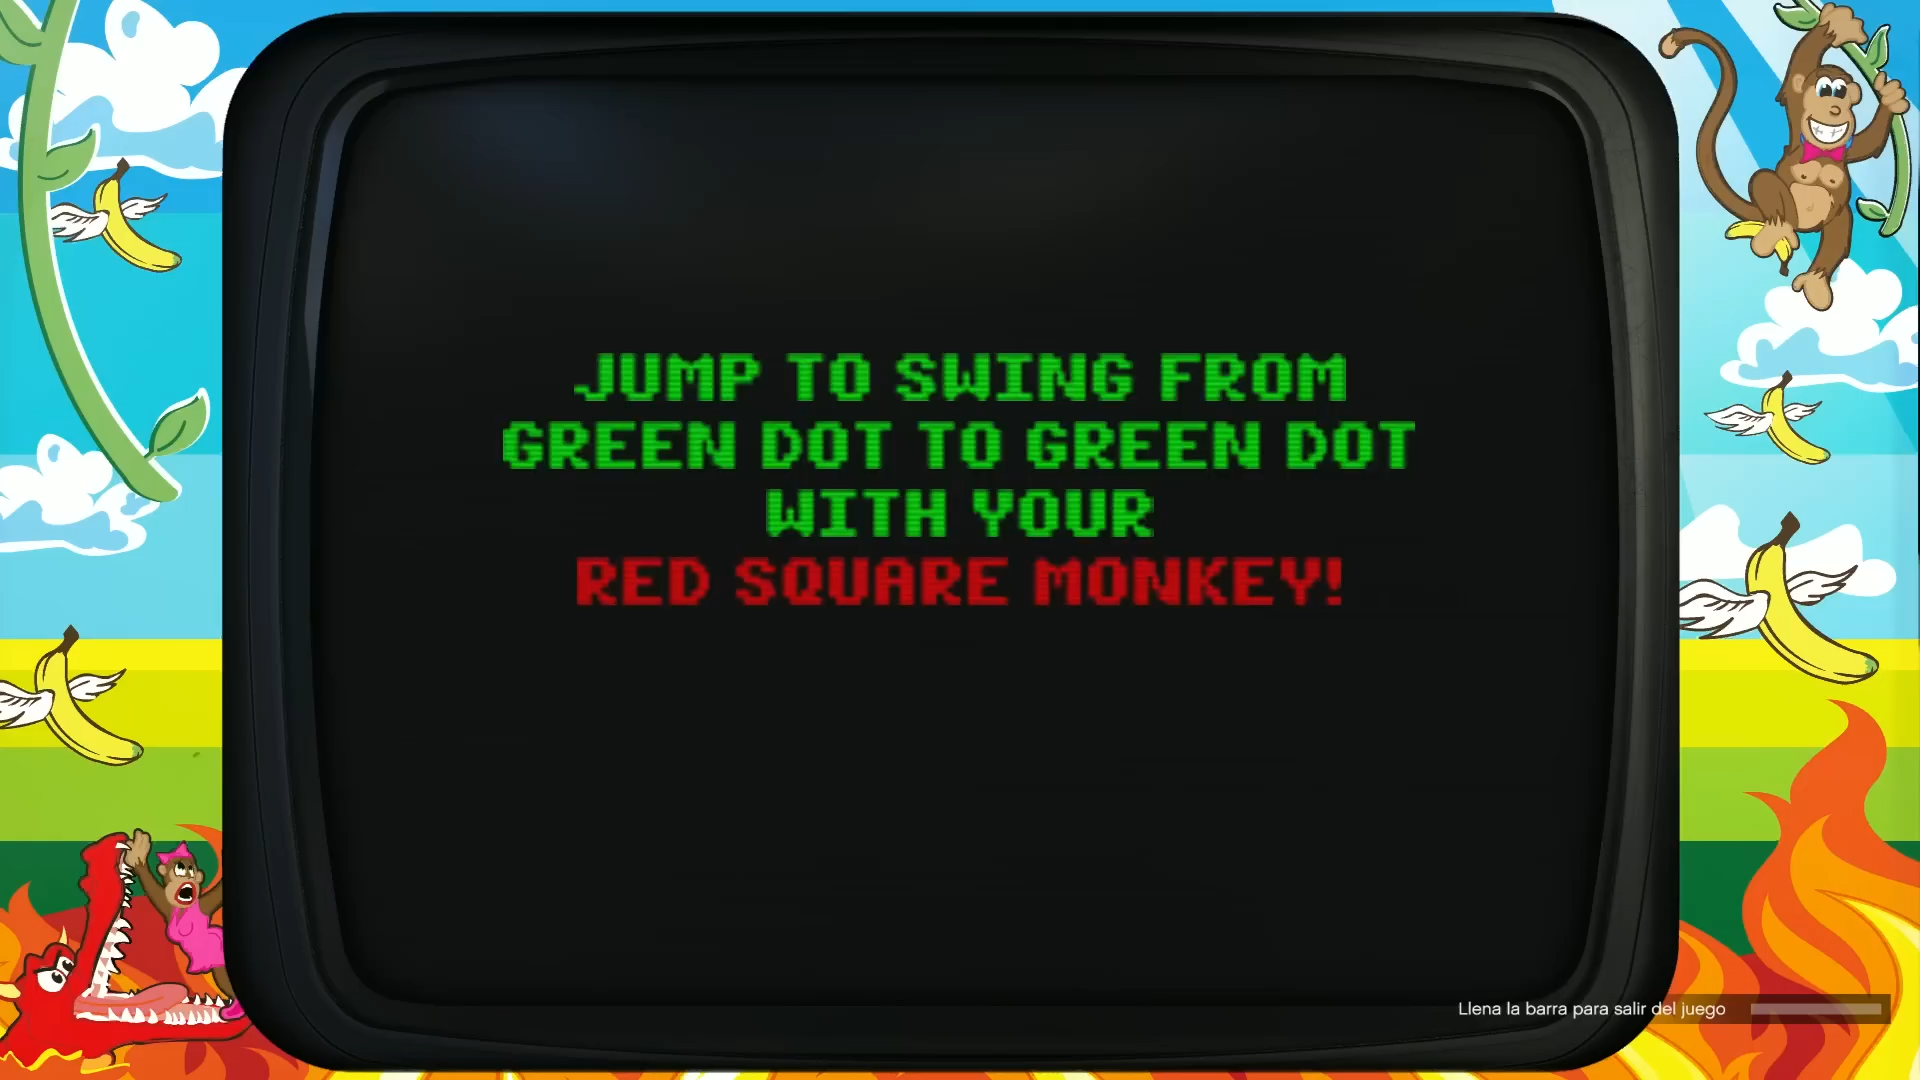 JUMP TO SWING FROM
GREEN DOT TO GREEN DOT
WITH YOUR
RED SQUARE MONKEY!
Llena la barra para salir del juego